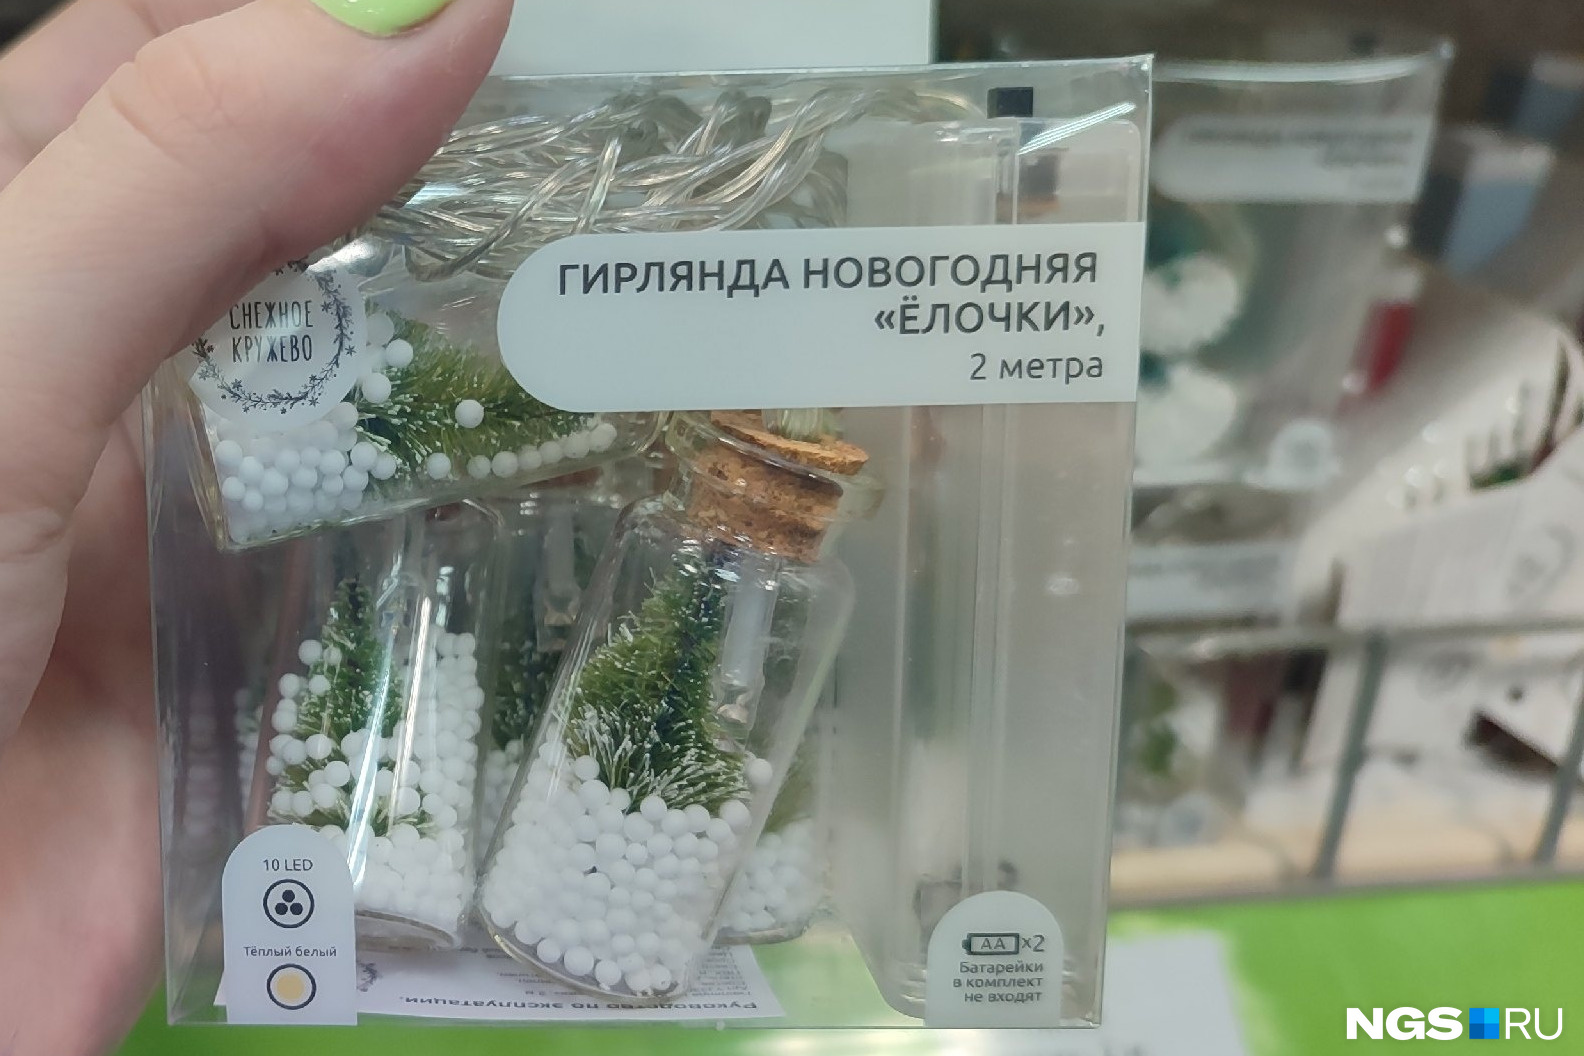 ГИРЛЯНДА НОВОГОДНЯЯ
«ЁЛОЧКИ»,
2 метра
СНЕЖНОЕ
КРУЖЕВО
10 LED
Тёплый белый
AA x2
Батарейки
в комплект
не входят
Руководство по эксплуатации.
NGS RU